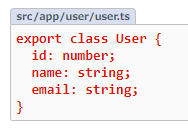 src/app/user/user.ts
export class User {
  id: number;
  name: string;
  email: string;
}